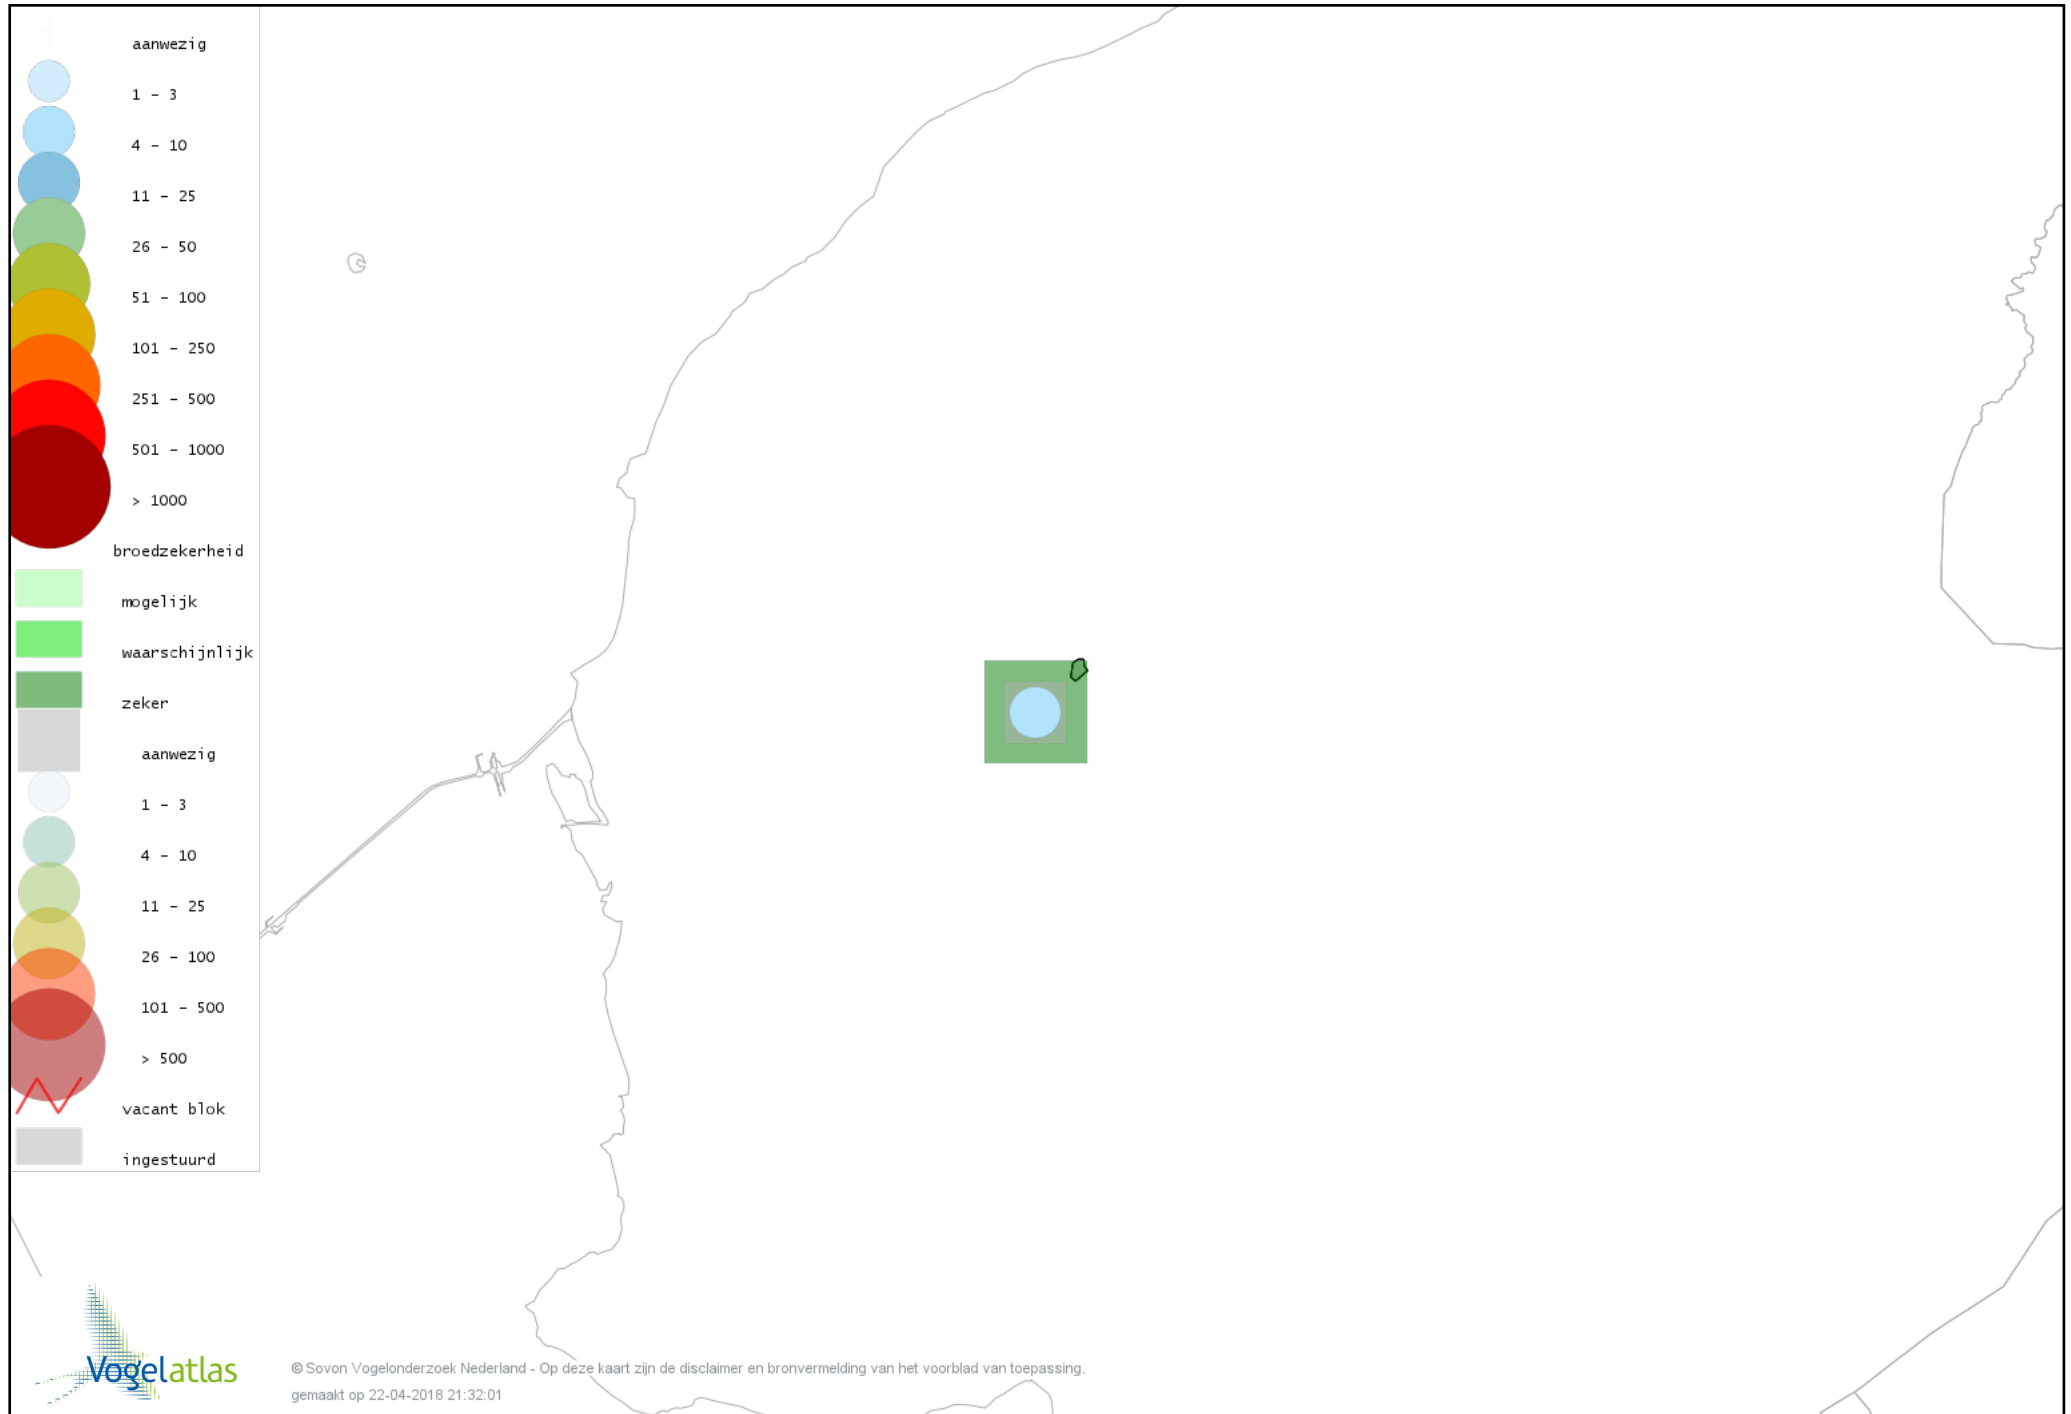 aanwezig
1 - 3
4 - 10
11 - 25
26 - 50
51 - 100
101 - 250
251 - 500
501 - 1000
> 1000
broedzekerheid
mogelijk
waarschijnlijk
zeker
aanwezig
1 - 3
4 - 10
11 - 25
26 - 100
101 - 500
> 500
vacant blok
ingestuurd
Vogelatlas
© Sovon Vogelonderzoek Nederland - Op deze kaart zijn de disclaimer en bronvermelding van het voorblad van toepassing.
gemaakt op 22-04-2018 21:32:01